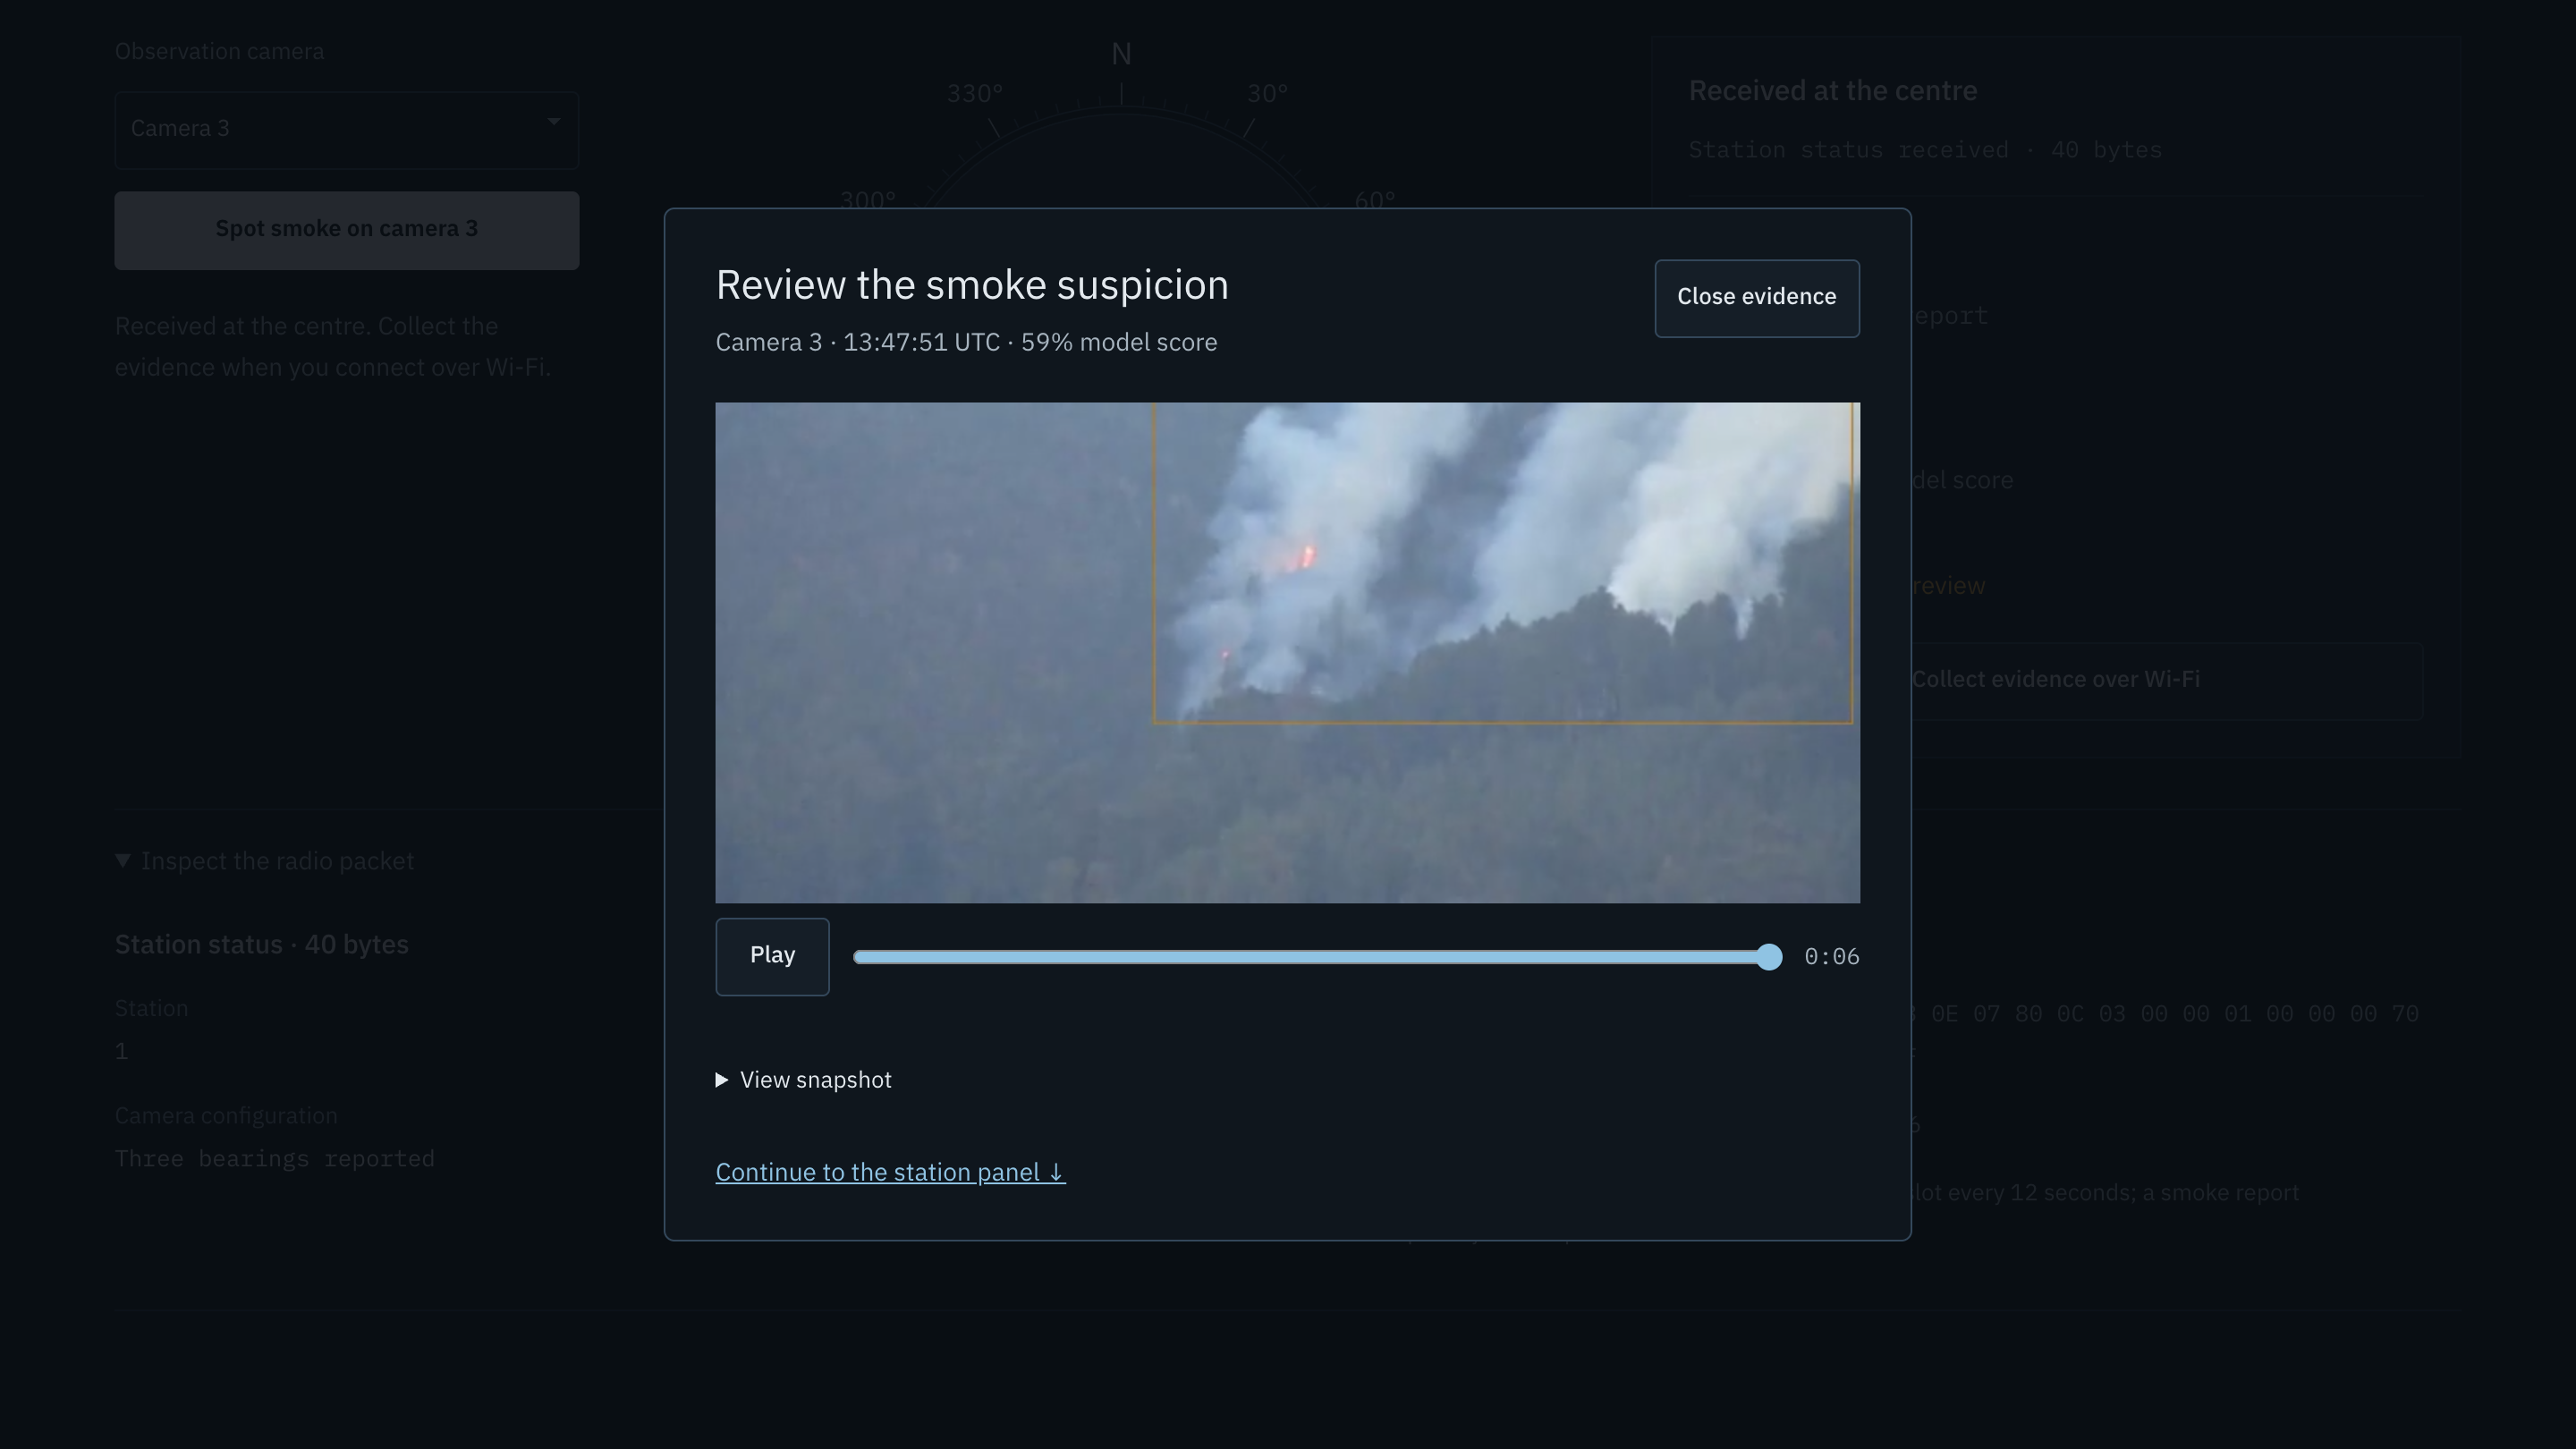 Observation camera
Camera 3
Spot smoke on camera 3
Received at the centre. Collect the
evidence when you connect over Wi-Fi.
N
330°
30°
300°
60°
Received at the centre
Station status received · 40 bytes
eport
del score
review
Collect evidence over Wi-Fi
Review the smoke suspicion
Close evidence
Camera 3 · 13:47:51 UTC · 59% model score
Play
0:06
▶ View snapshot
Continue to the station panel ↓
▼ Inspect the radio packet
Station status · 40 bytes
Station
1
Camera configuration
Three bearings reported
0E 07 80 0C 03 00 00 01 00 00 00 70
slot every 12 seconds; a smoke report